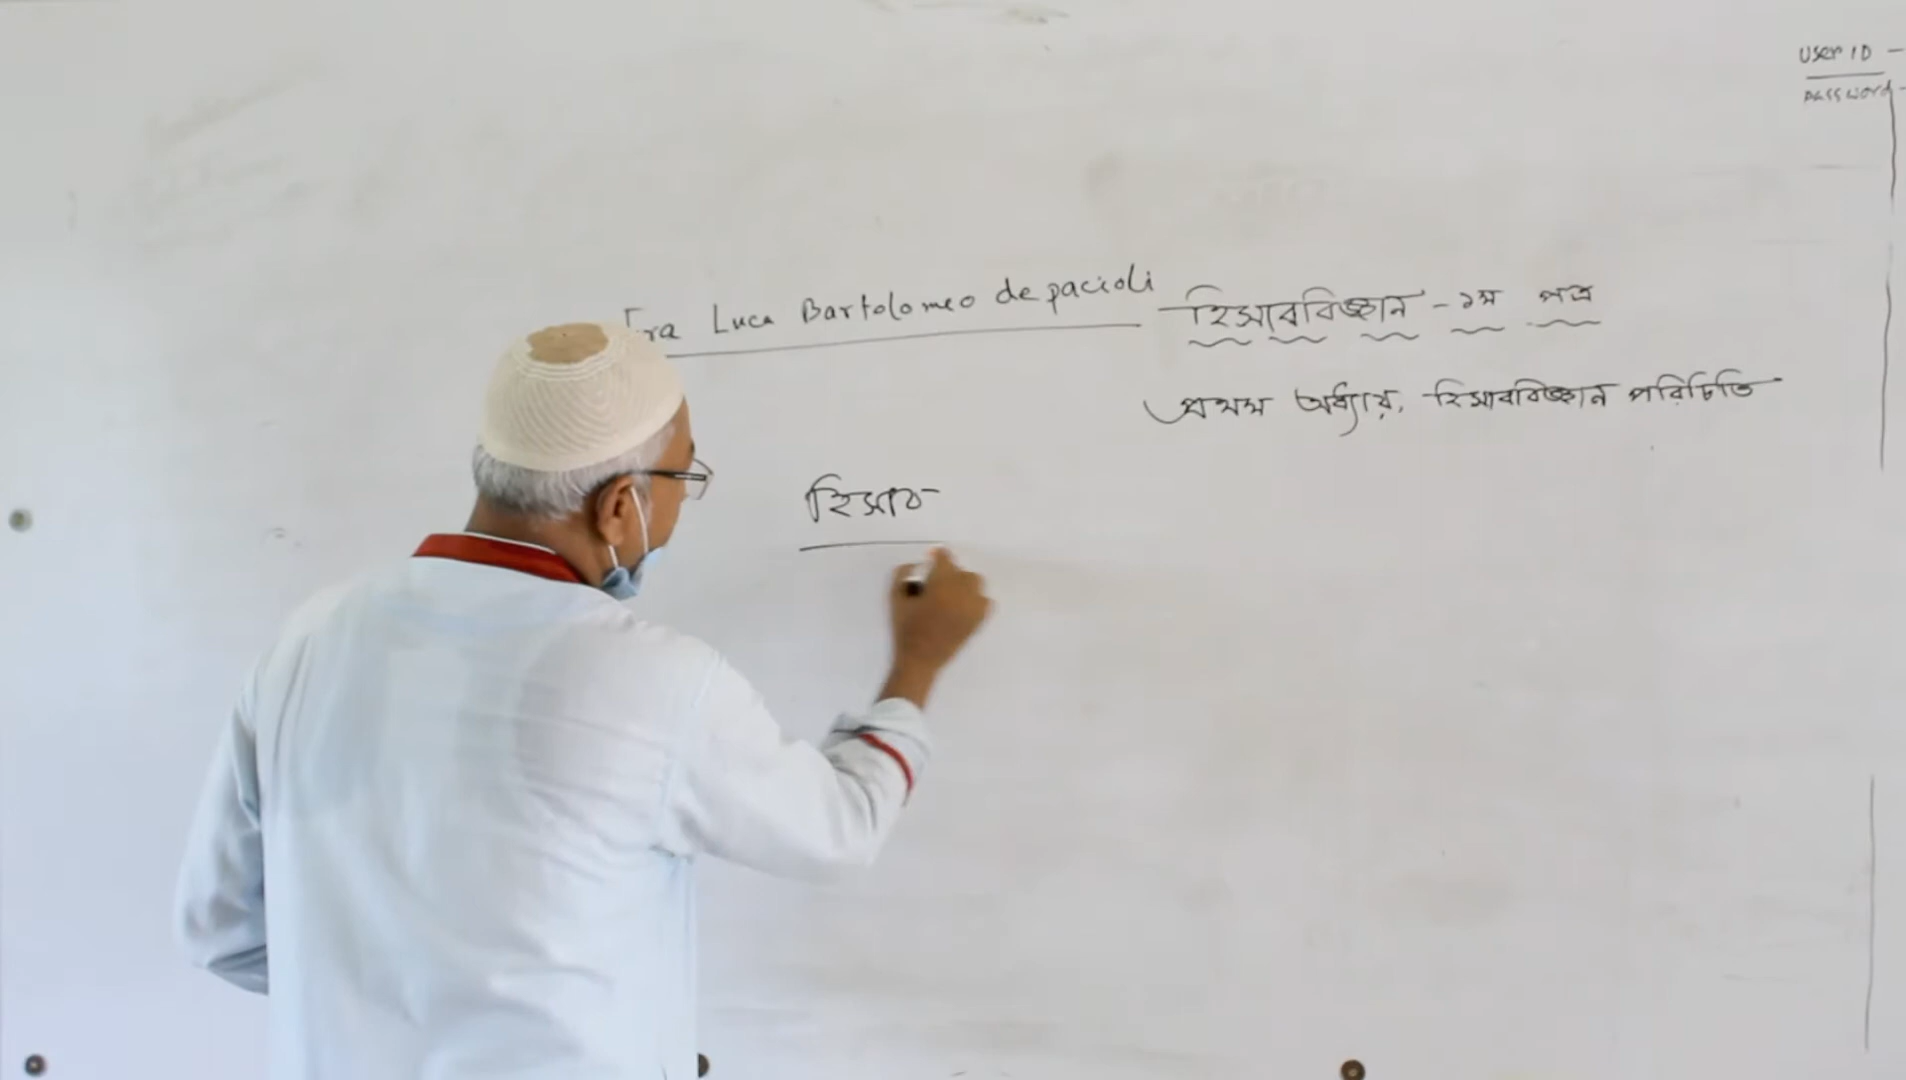 User ID -
Password -
Fra Luca Bartolomeo de pacioli
হিসাববিজ্ঞান - ১ম পত্র
প্রথম অধ্যায়, হিসাববিজ্ঞান পরিচিতি
হিসাব